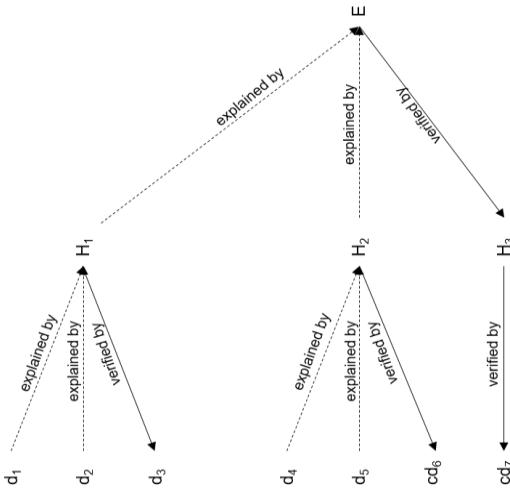 E
explained by
explained by
verified by
H₁
H₂
H₃
explained by
explained by
verified by
explained by
explained by
verified by
verified by
d₁
d₂
d₃
d₄
d₅
cd₆
cd₇